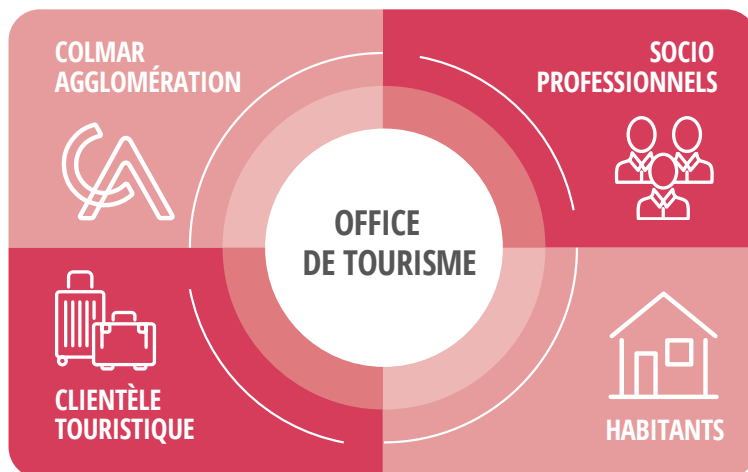 COLMAR
AGGLOMÉRATION
SOCIO
PROFESSIONNELS
OFFICE
DE TOURISME
CLIENTÈLE
TOURISTIQUE
HABITANTS